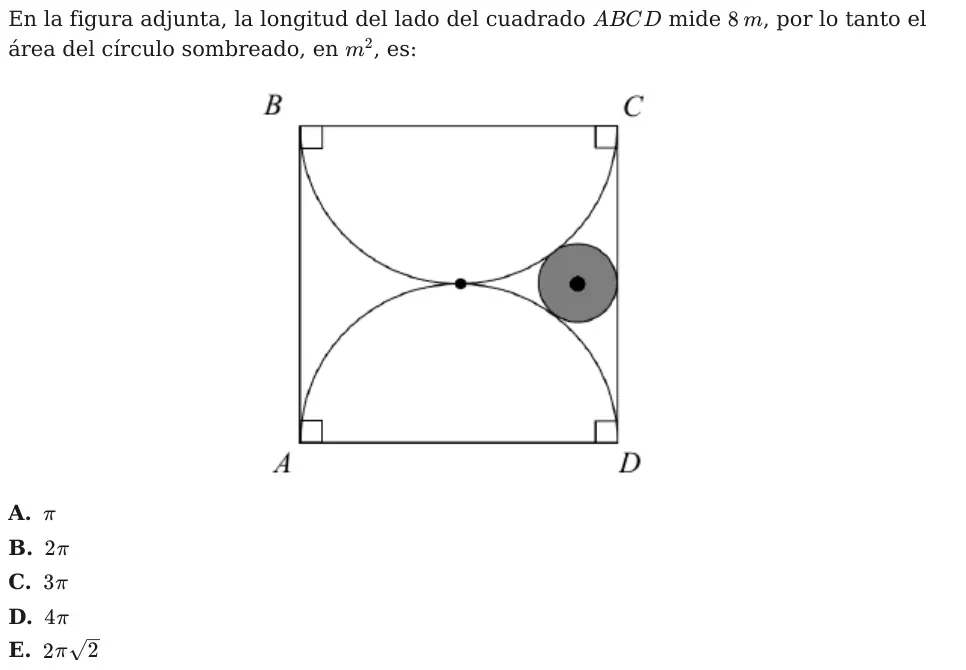 En la figura adjunta, la longitud del lado del cuadrado ABCD mide 8 m, por lo tanto el
área del círculo sombreado, en m², es:
B C
A D
A. π
B. 2π
C. 3π
D. 4π
E. 2π√2